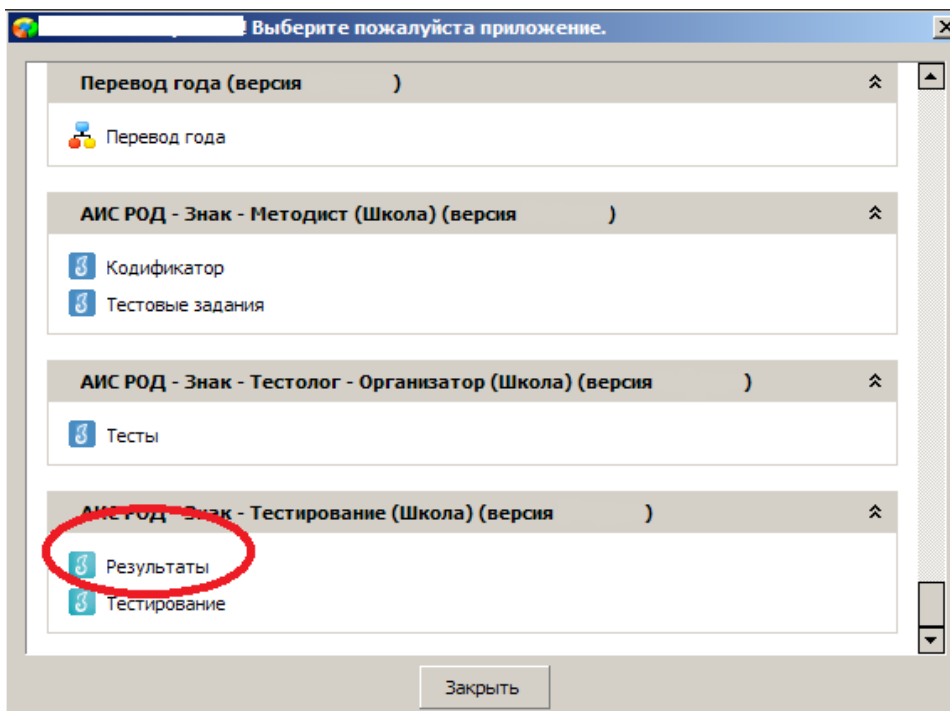 ! Выберите пожалуйста приложение.
Перевод года (версия )
Перевод года
АИС РОД - Знак - Методист (Школа) (версия )
Кодификатор
Тестовые задания
АИС РОД - Знак - Тестолог - Организатор (Школа) (версия )
Тесты
АИС РОД - Знак - Тестирование (Школа) (версия )
Результаты
Тестирование
Закрыть